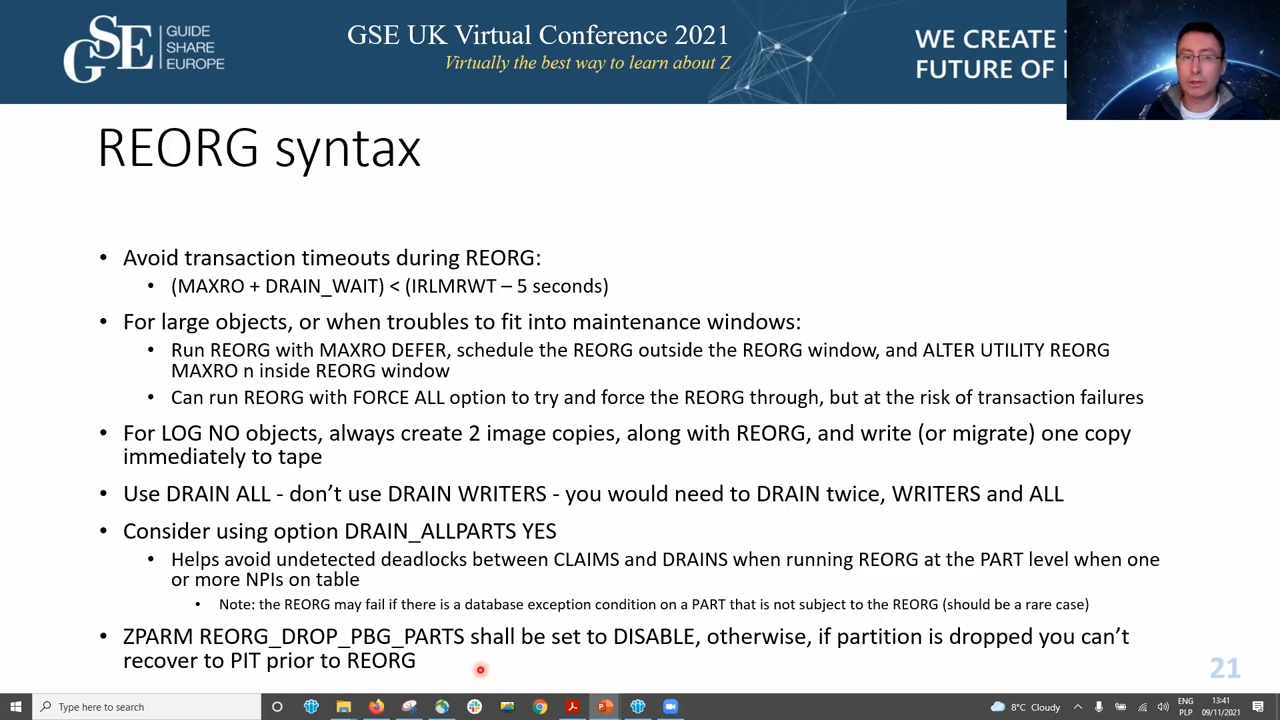 GSE
GUIDE
SHARE
EUROPE
GSE UK Virtual Conference 2021
Virtually the best way to learn about Z
WE CREATE T
FUTURE OF
REORG syntax
• Avoid transaction timeouts during REORG:
• (MAXRO + DRAIN_WAIT) < (IRLMRWT – 5 seconds)
• For large objects, or when troubles to fit into maintenance windows:
• Run REORG with MAXRO DEFER, schedule the REORG outside the REORG window, and ALTER UTILITY REORG
MAXRO n inside REORG window
• Can run REORG with FORCE ALL option to try and force the REORG through, but at the risk of transaction failures
• For LOG NO objects, always create 2 image copies, along with REORG, and write (or migrate) one copy
immediately to tape
• Use DRAIN ALL - don’t use DRAIN WRITERS - you would need to DRAIN twice, WRITERS and ALL
• Consider using option DRAIN_ALLPARTS YES
• Helps avoid undetected deadlocks between CLAIMS and DRAINS when running REORG at the PART level when one
or more NPIs on table
• Note: the REORG may fail if there is a database exception condition on a PART that is not subject to the REORG (should be a rare case)
• ZPARM REORG_DROP_PBG_PARTS shall be set to DISABLE, otherwise, if partition is dropped you can’t
recover to PIT prior to REORG
21
Type here to search
8°C Cloudy
ENG
PLP
13:41
09/11/2021